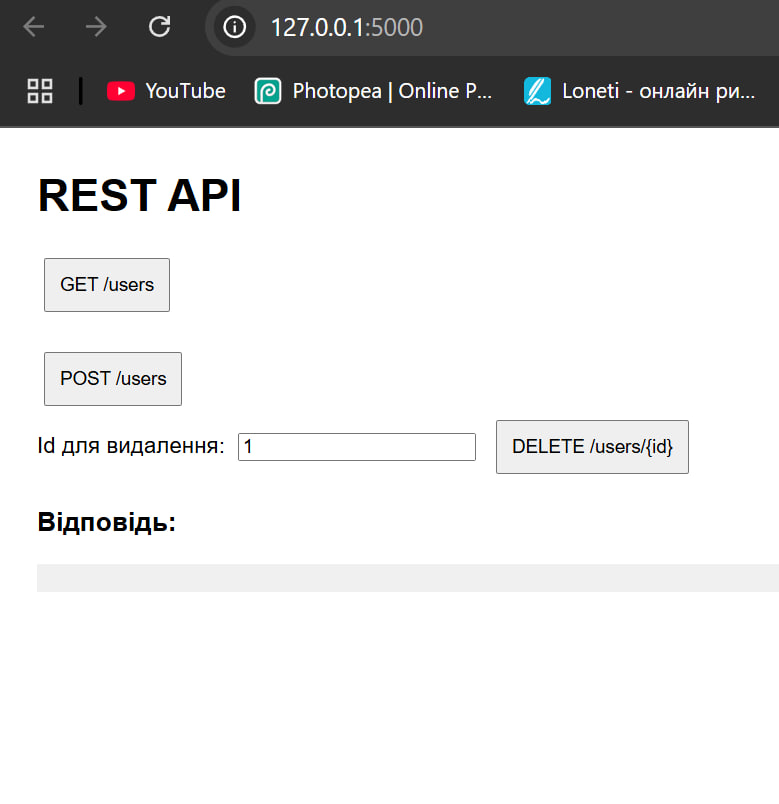 127.0.0.1:5000
YouTube Photopea | Online P... Loneti - онлайн ри...
REST API
GET /users
POST /users
Id для видалення: 1 DELETE /users/{id}
Відповідь: